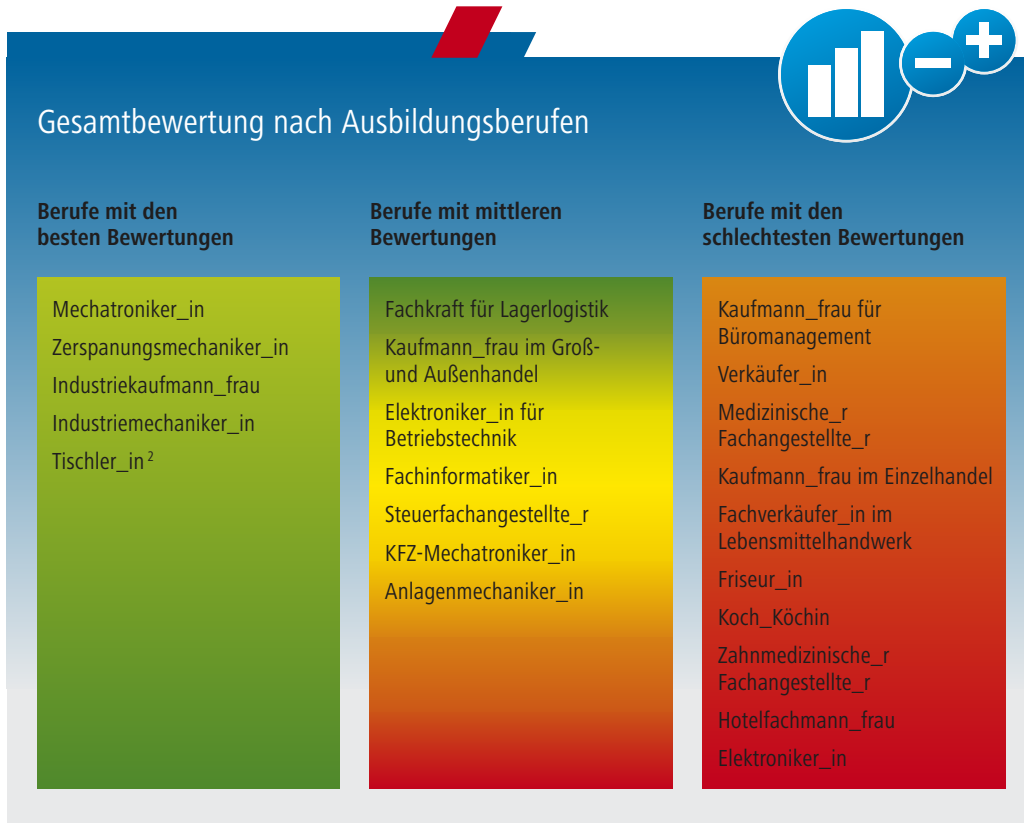 Gesamtbewertung nach Ausbildungsberufen
Berufe mit den
besten Bewertungen
Mechatroniker_in
Zerspanungsmechaniker_in
Industriekaufmann_frau
Industriemechaniker_in
Tischler_in ²
Berufe mit mittleren
Bewertungen
Fachkraft für Lagerlogistik
Kaufmann_frau im Groß-
und Außenhandel
Elektroniker_in für
Betriebstechnik
Fachinformatiker_in
Steuerfachangestellte_r
KFZ-Mechatroniker_in
Anlagenmechaniker_in
Berufe mit den
schlechtesten Bewertungen
Kaufmann_frau für
Büromanagement
Verkäufer_in
Medizinische_r
Fachangestellte_r
Kaufmann_frau im Einzelhandel
Fachverkäufer_in im
Lebensmittelhandwerk
Friseur_in
Koch_Köchin
Zahnmedizinische_r
Fachangestellte_r
Hotelfachmann_frau
Elektroniker_in